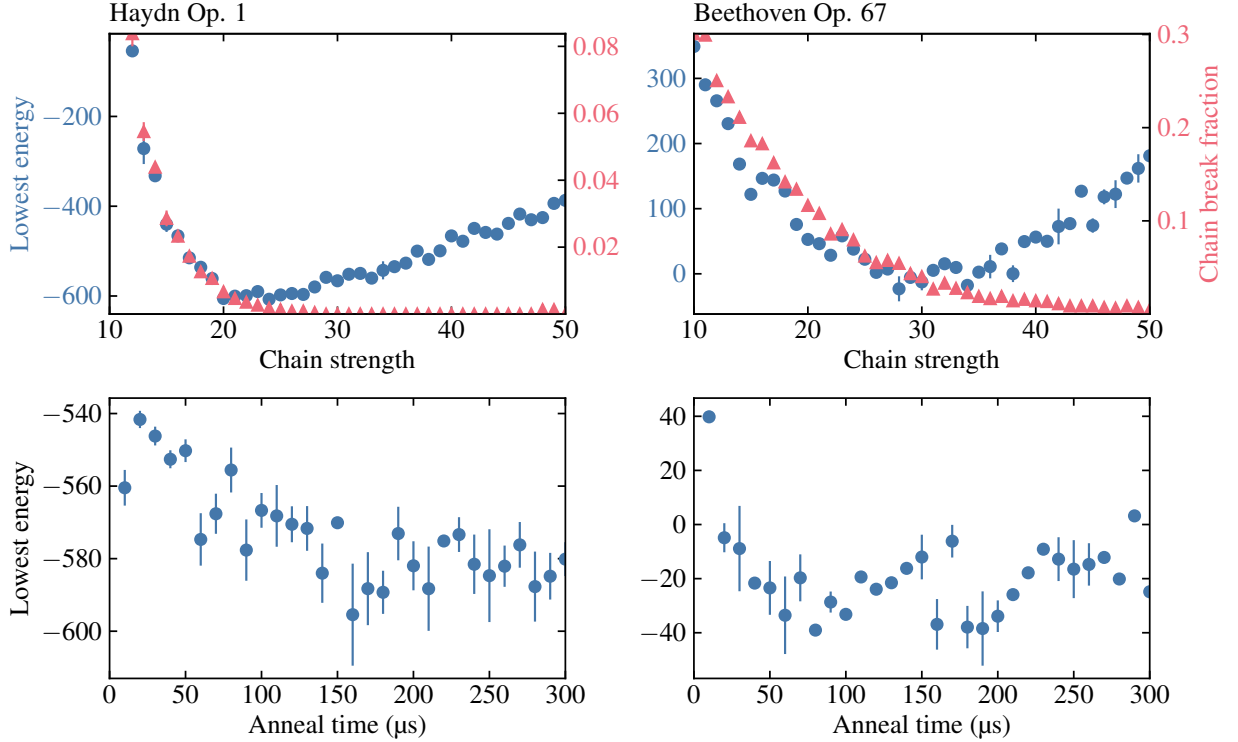 Haydn Op. 1
Beethoven Op. 67
Lowest energy
−200
−400
−600
0.08
0.06
0.04
0.02
10 20 30 40 50
Chain strength
300
200
100
0
0.3
0.2
0.1
Chain break fraction
10 20 30 40 50
Chain strength
Lowest energy
−540
−560
−580
−600
0 50 100 150 200 250 300
Anneal time (μs)
40
20
0
−20
−40
0 50 100 150 200 250 300
Anneal time (μs)